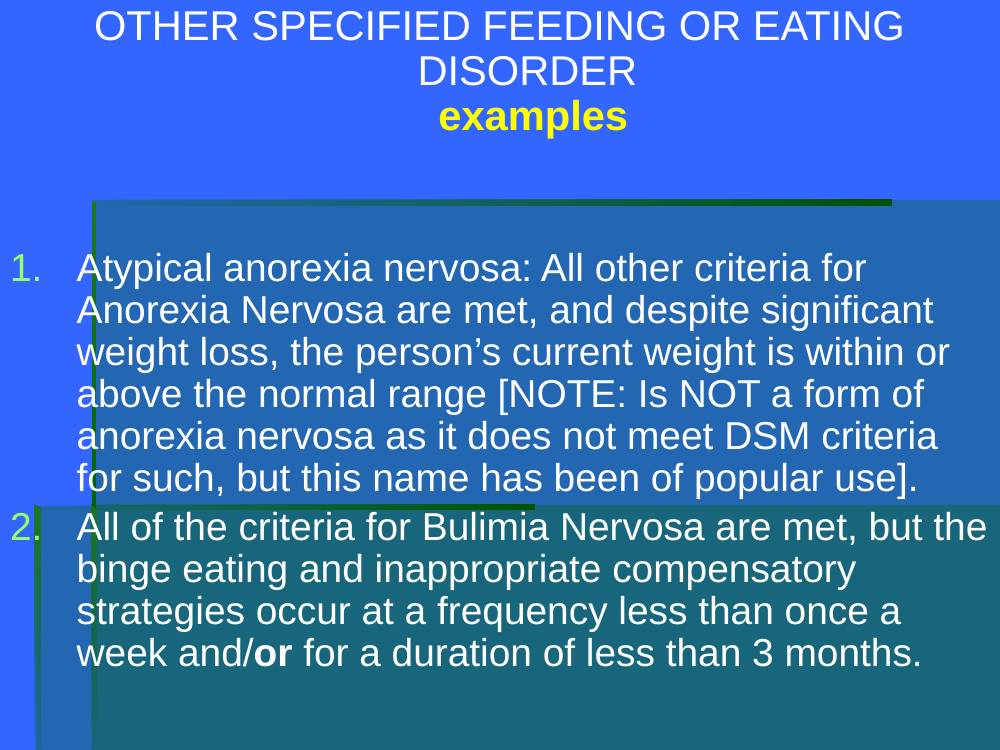 OTHER SPECIFIED FEEDING OR EATING
DISORDER
examples
1. Atypical anorexia nervosa: All other criteria for
Anorexia Nervosa are met, and despite significant
weight loss, the person’s current weight is within or
above the normal range [NOTE: Is NOT a form of
anorexia nervosa as it does not meet DSM criteria
for such, but this name has been of popular use].
2. All of the criteria for Bulimia Nervosa are met, but the
binge eating and inappropriate compensatory
strategies occur at a frequency less than once a
week and/or for a duration of less than 3 months.